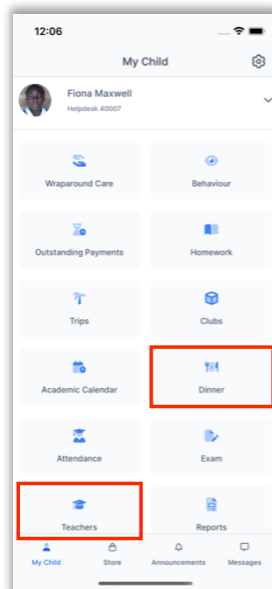 12:06
My Child
Fiona Maxwell
Helpdesk 40007
Wraparound Care
Behaviour
Outstanding Payments
Homework
Trips
Clubs
Academic Calendar
Dinner
Attendance
Exam
Teachers
Reports
My Child
Store
Announcements
Messages